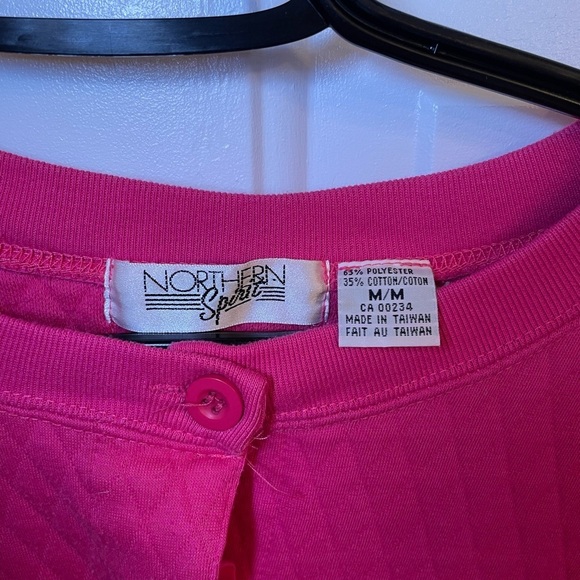 NORTHERN
Spirit
65% POLYESTER
35% COTTON/COTON
M/M
CA 00234
MADE IN TAIWAN
FAIT AU TAIWAN